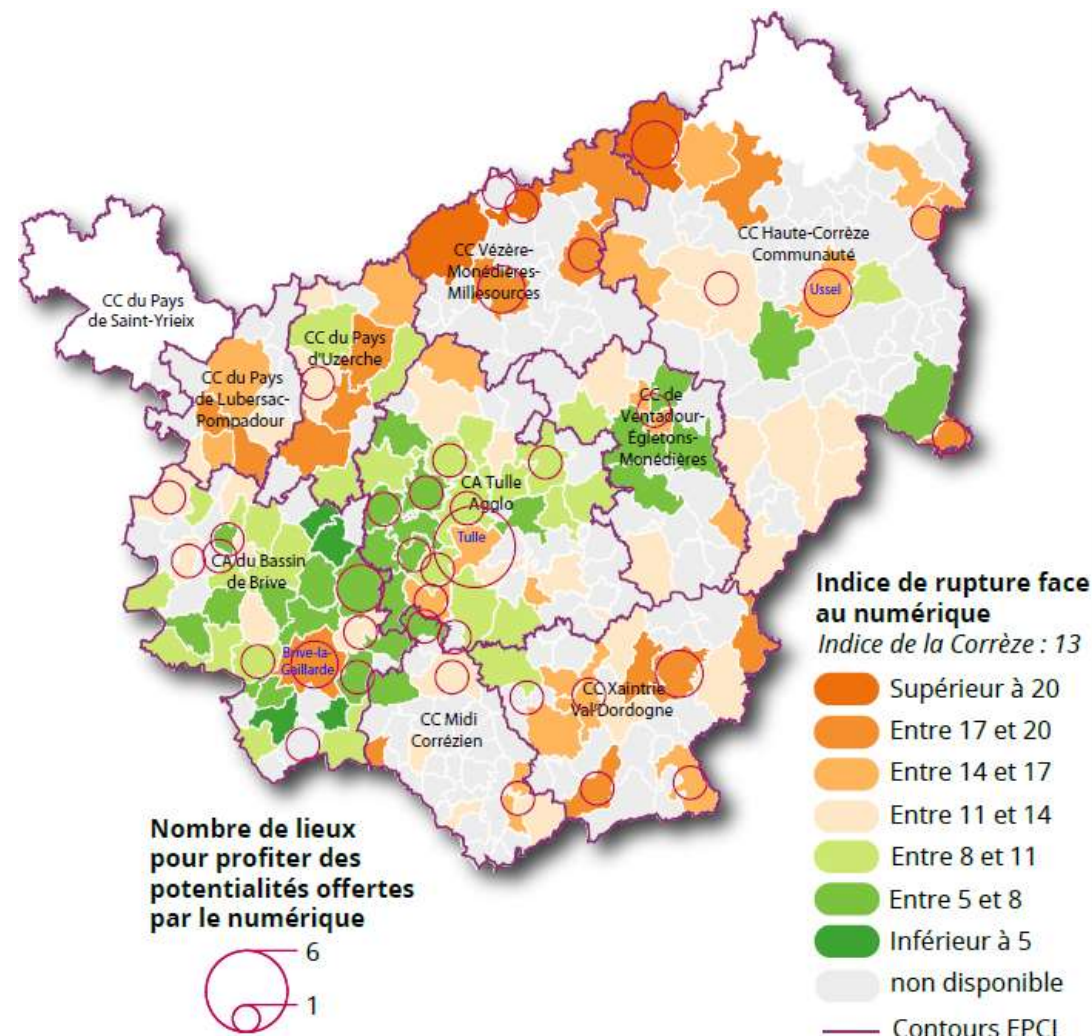 CC Haute-Corrèze
Communauté
Ussel
CC Vézère-
Monédières-
Millesources
CC du Pays
de Saint-Yrieix
CC du Pays
d'Uzerche
CC du Pays
de Lubersac-
Pompadour
CC de
Ventadour-
Égletons-
Monédières
CA Tulle
Agglo
Tulle
CA du Bassin
de Brive
Brive-la-
Gaillarde
CC Xaintrie
Val'Dordogne
CC Midi
Corrézien
Nombre de lieux
pour profiter des
potentialités offertes
par le numérique
6
1
Indice de rupture face
au numérique
Indice de la Corrèze : 13
Supérieur à 20
Entre 17 et 20
Entre 14 et 17
Entre 11 et 14
Entre 8 et 11
Entre 5 et 8
Inférieur à 5
non disponible
Contours EPCI